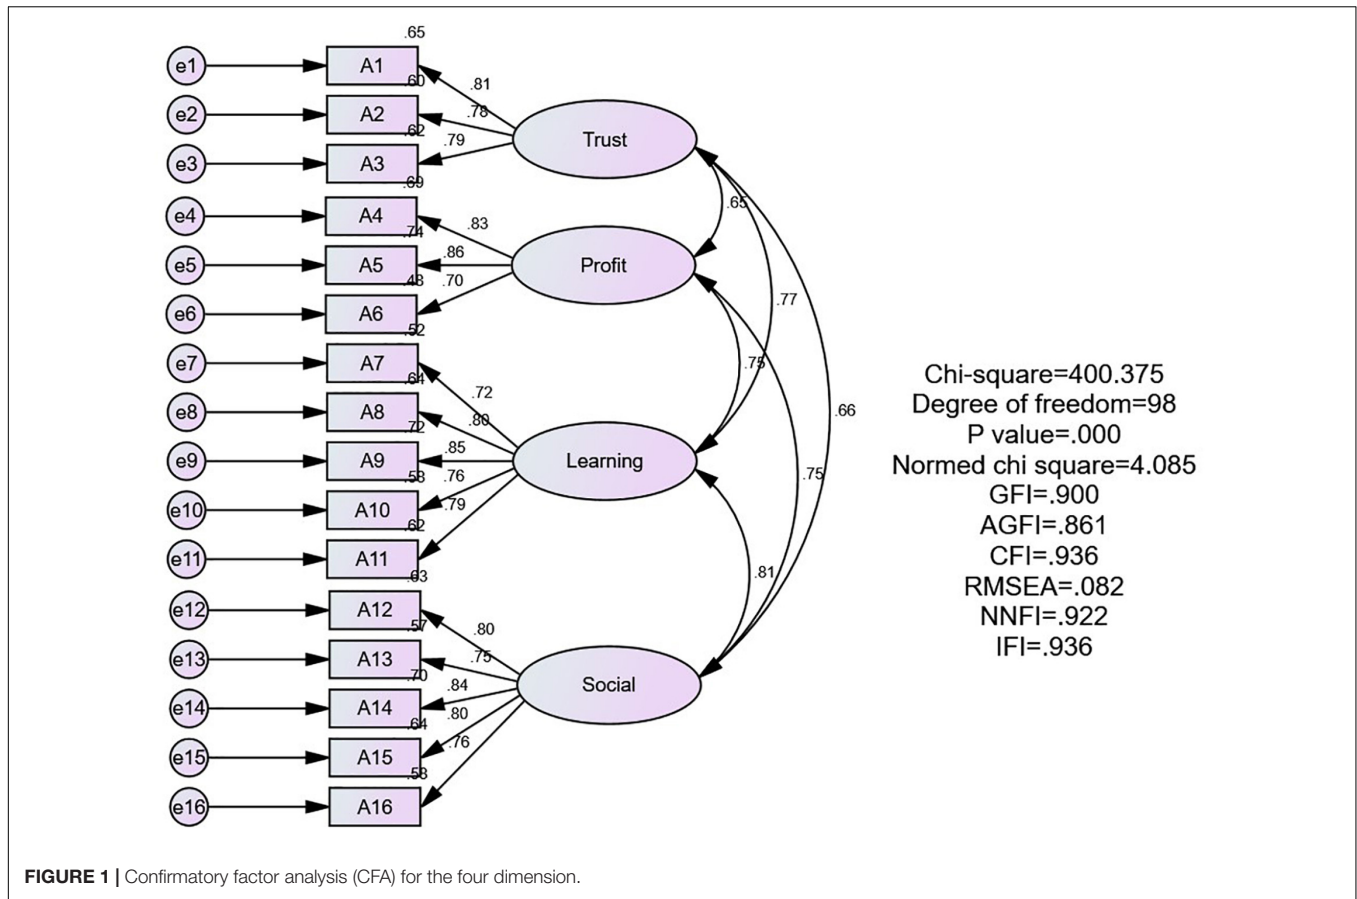 .65
e1 A1 .81
.60
e2 A2 .78 Trust
.62
e3 A3 .79
.69
e4 A4 .83 .65
.74
e5 A5 .86 Profit
.48
e6 A6 .70 .77
.52
e7 A7 .72 .75
.64
e8 A8 .80 .66
.72
e9 A9 .85 Learning .75
.58
e10 A10 .76
.62
e11 A11 .79 .81
.63
e12 A12 .80
.57
e13 A13 .75 Social
.70
e14 A14 .84
.64
e15 A15 .80
.58
e16 A16 .76
Chi-square=400.375
Degree of freedom=98
P value=.000
Normed chi square=4.085
GFI=.900
AGFI=.861
CFI=.936
RMSEA=.082
NNFI=.922
IFI=.936
FIGURE 1 | Confirmatory factor analysis (CFA) for the four dimension.